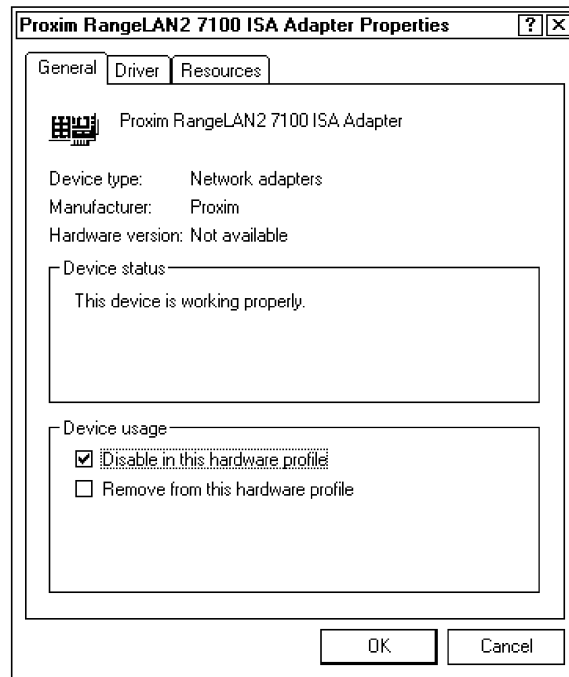 Proxim RangeLAN2 7100 ISA Adapter Properties ? ×
General Driver Resources
Proxim RangeLAN2 7100 ISA Adapter
Device type: Network adapters
Manufacturer: Proxim
Hardware version: Not available
Device status
This device is working properly.
Device usage
Disable in this hardware profile
Remove from this hardware profile
OK Cancel